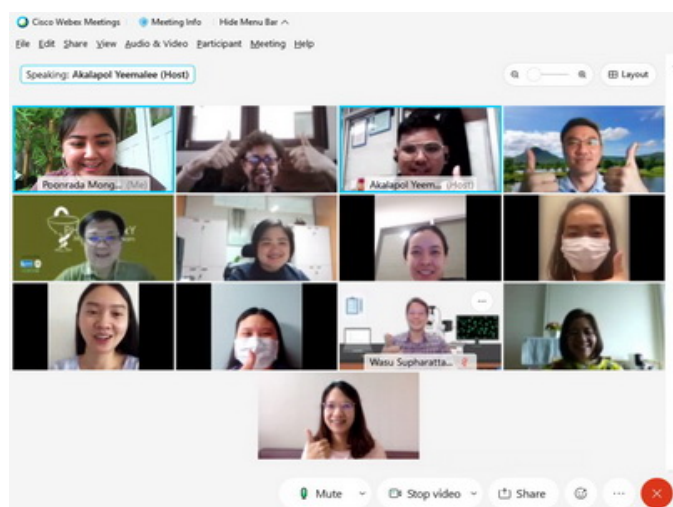 Cisco Webex Meetings Meeting Info Hide Menu Bar
File Edit Share View Audio & Video Participant Meeting Help
Speaking: Akalapol Yeemalee (Host)
Layout
Poonrada Mong... (Me)
Akalapol Yeem... (Host)
Wasu Supharatta...
Mute
Stop video
Share